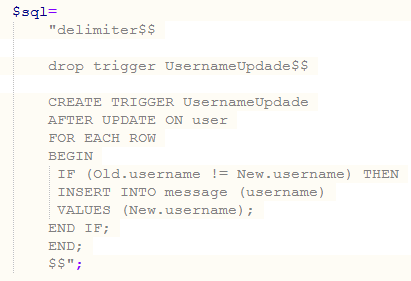 $sql=
"delimiter$$
drop trigger UsernameUpdade$$
CREATE TRIGGER UsernameUpdade
AFTER UPDATE ON user
FOR EACH ROW
BEGIN
IF (Old.username != New.username) THEN
INSERT INTO message (username)
VALUES (New.username);
END IF;
END;
$$";